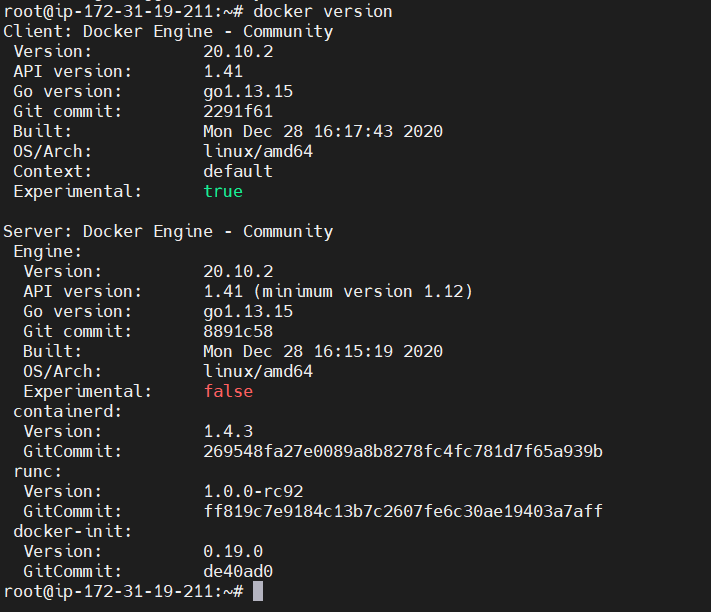 root@ip-172-31-19-211:~# docker version
Client: Docker Engine - Community
 Version:           20.10.2
 API version:       1.41
 Go version:        go1.13.15
 Git commit:        2291f61
 Built:             Mon Dec 28 16:17:43 2020
 OS/Arch:           linux/amd64
 Context:           default
 Experimental:      true

Server: Docker Engine - Community
 Engine:
  Version:          20.10.2
  API version:      1.41 (minimum version 1.12)
  Go version:       go1.13.15
  Git commit:       8891c58
  Built:            Mon Dec 28 16:15:19 2020
  OS/Arch:          linux/amd64
  Experimental:     false
 containerd:
  Version:          1.4.3
  GitCommit:        269548fa27e0089a8b8278fc4fc781d7f65a939b
 runc:
  Version:          1.0.0-rc92
  GitCommit:        ff819c7e9184c13b7c2607fe6c30ae19403a7aff
 docker-init:
  Version:          0.19.0
  GitCommit:        de40ad0
root@ip-172-31-19-211:~#